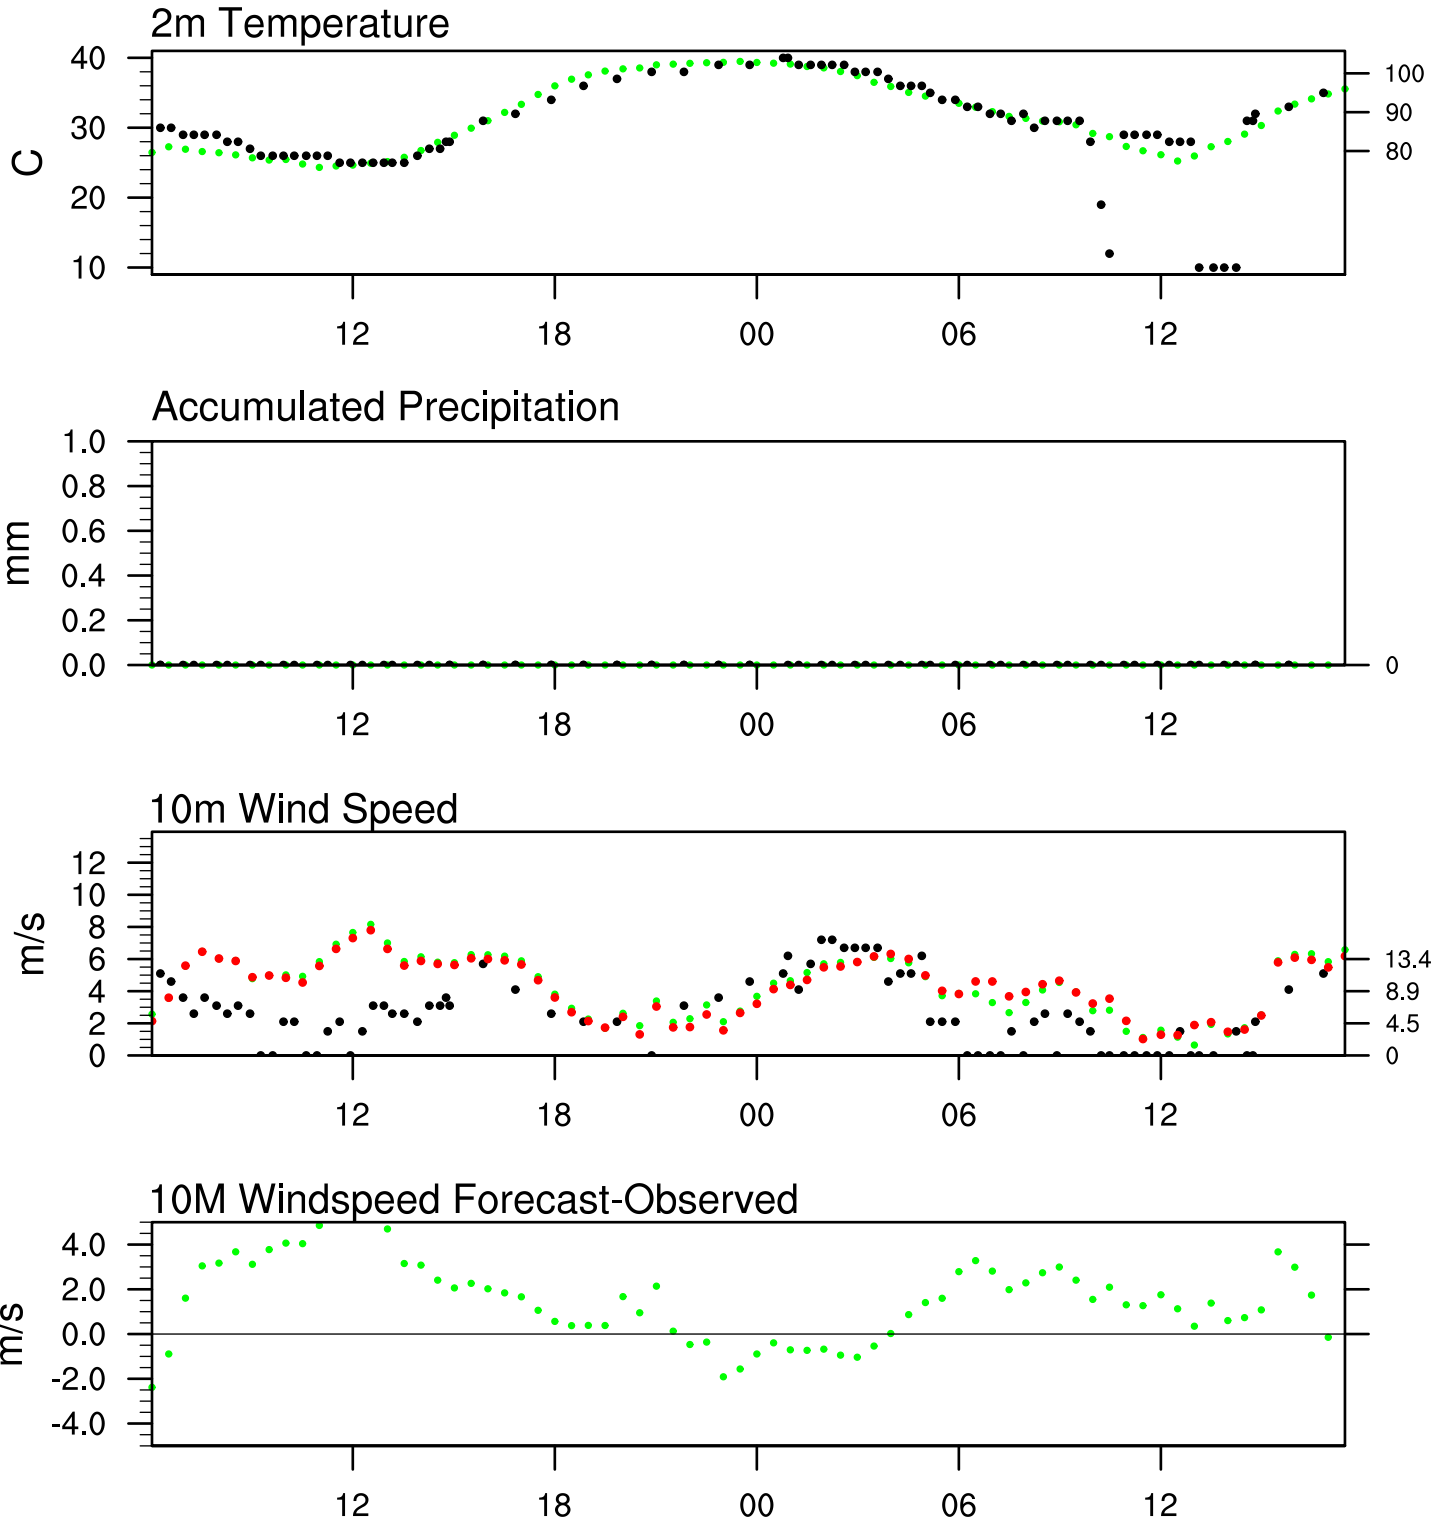 2m Temperature
40
30
20
10
C
100
90
80
12 18 00 06 12
Accumulated Precipitation
1.0
0.8
0.6
0.4
0.2
0.0
mm
0
12 18 00 06 12
10m Wind Speed
12
10
8
6
4
2
0
m/s
13.4
8.9
4.5
0
12 18 00 06 12
10M Windspeed Forecast-Observed
4.0
2.0
0.0
-2.0
-4.0
m/s
12 18 00 06 12